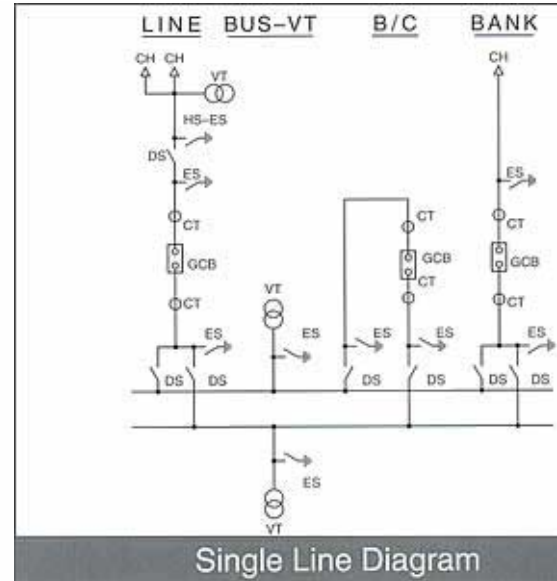 LINE BUS-VT B/C BANK
CH CH VT CH
HS-ES
DS
ES ES
CT CT CT
GCB GCB GCB
CT CT CT
VT
ES ES ES ES ES
DS DS DS DS DS DS
ES
VT
Single Line Diagram